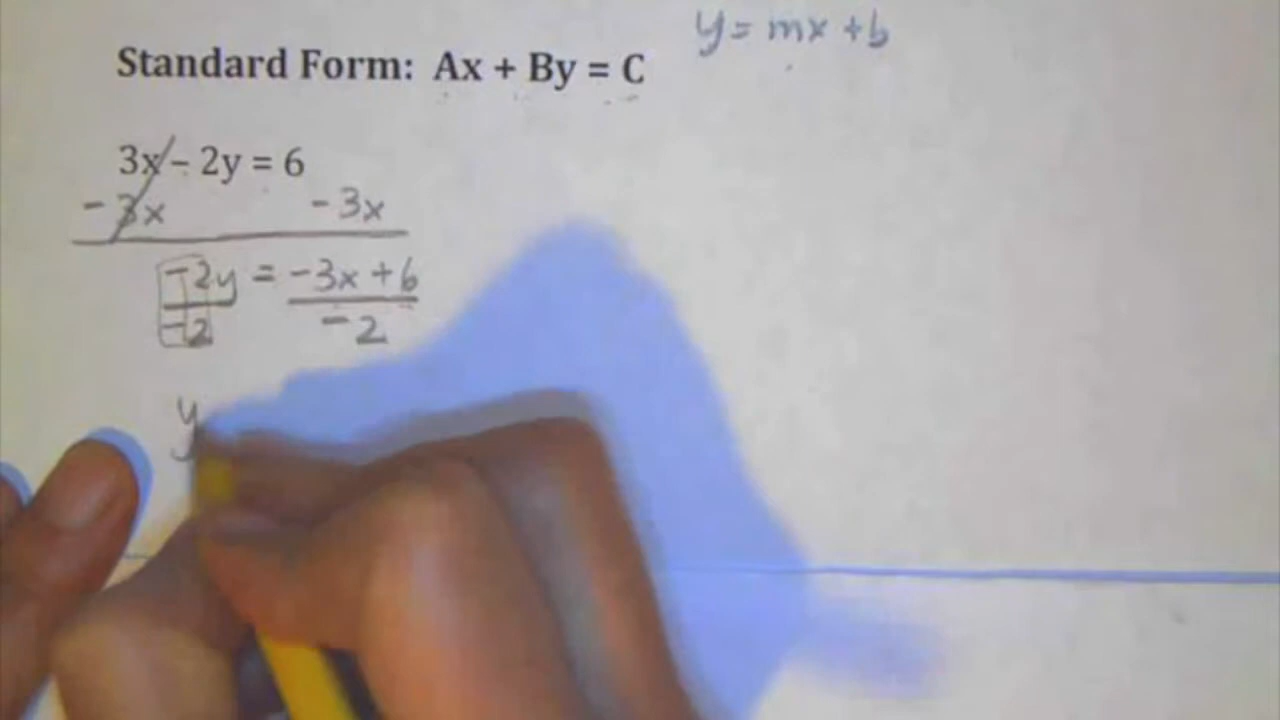 y = mx + b
Standard Form: Ax + By = C
3x - 2y = 6
- 3x - 3x
-2y = -3x + 6
-2 -2
y